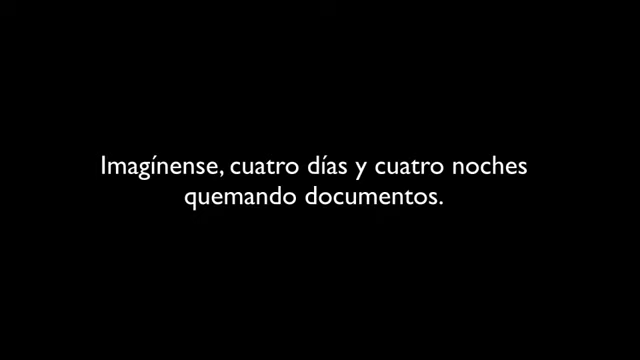 Imagínense, cuatro días y cuatro noches
quemando documentos.